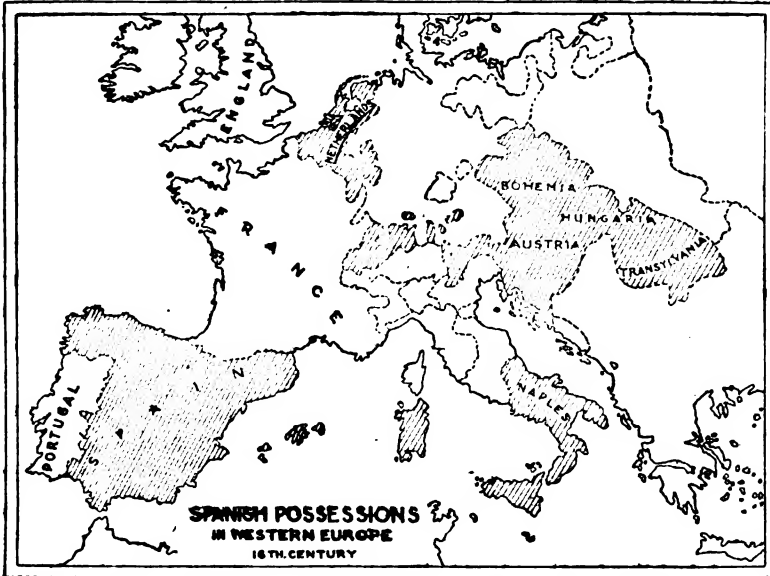 ENGLAND
NETHERLANDS
FRANCE
BOHEMIA
HUNGARIA
AUSTRIA
TRANSYLVANIA
PORTUGAL
SPAIN
NAPLES
SPANISH POSSESSIONS
IN WESTERN EUROPE
16TH. CENTURY